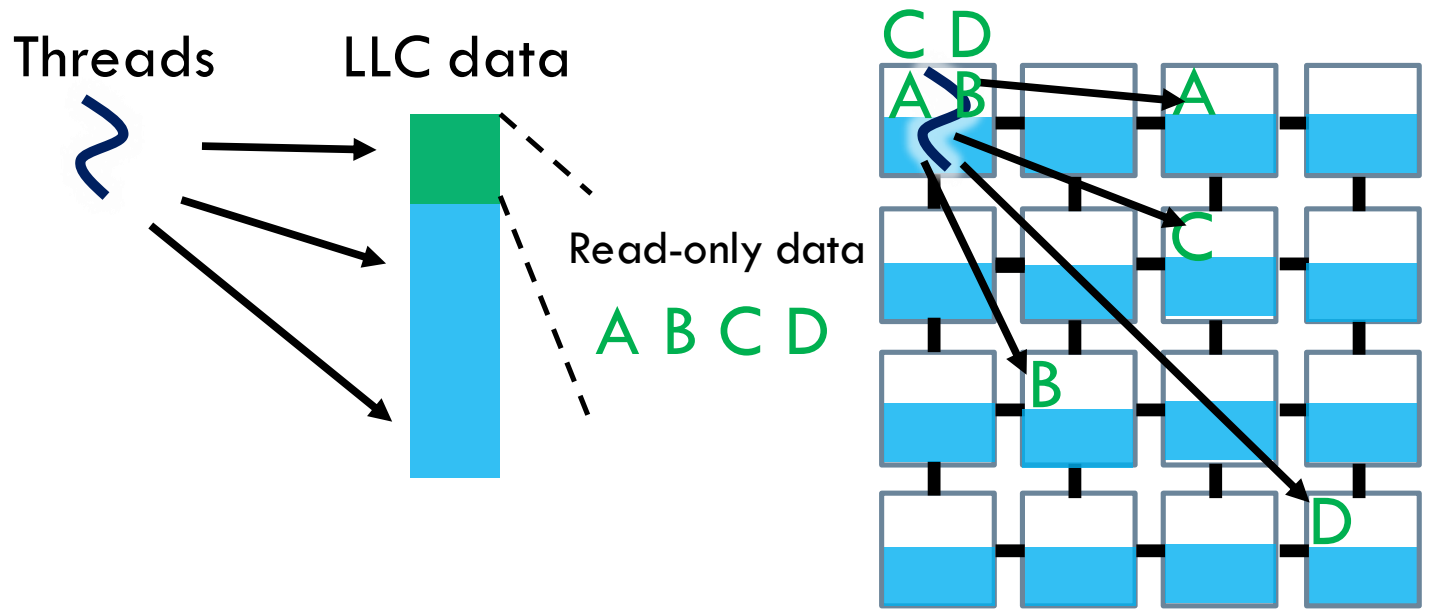 Threads
LLC data
Read-only data
A B C D
C D
A B
A
C
B
D